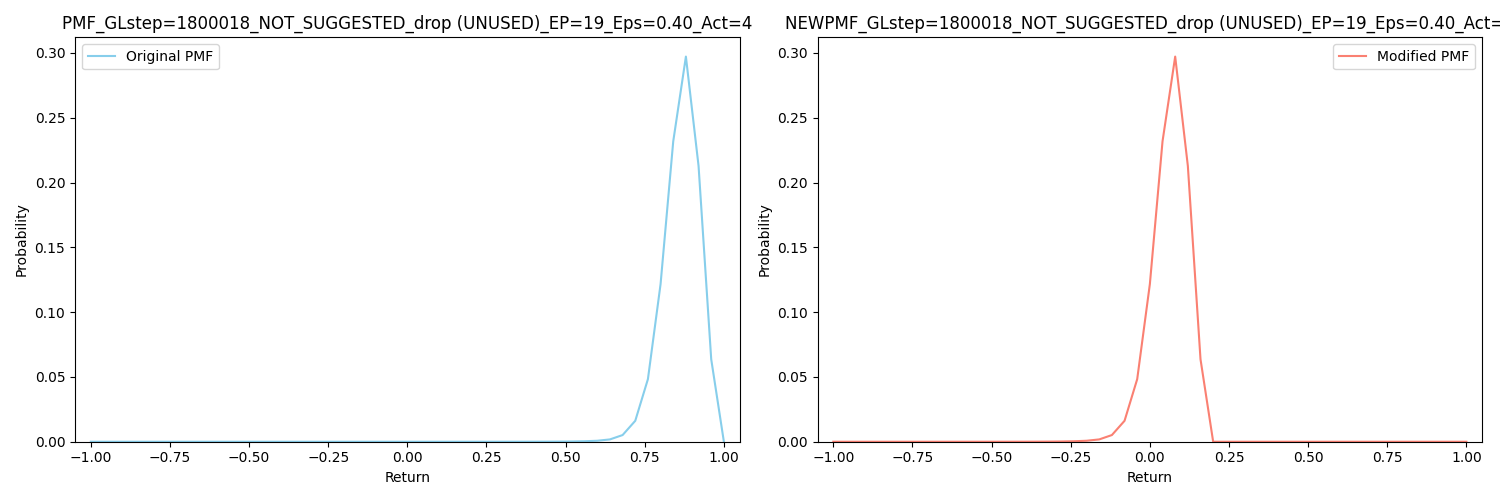 PMF_GLstep=1800018_NOT_SUGGESTED_drop (UNUSED)_EP=19_Eps=0.40_Act=4
Original PMF
0.30
0.25
0.20
0.15
0.10
0.05
0.00
Probability
−1.00 −0.75 −0.50 −0.25 0.00 0.25 0.50 0.75 1.00
Return
NEWPMF_GLstep=1800018_NOT_SUGGESTED_drop (UNUSED)_EP=19_Eps=0.40_Act=
Modified PMF
0.30
0.25
0.20
0.15
0.10
0.05
0.00
Probability
−1.00 −0.75 −0.50 −0.25 0.00 0.25 0.50 0.75 1.00
Return